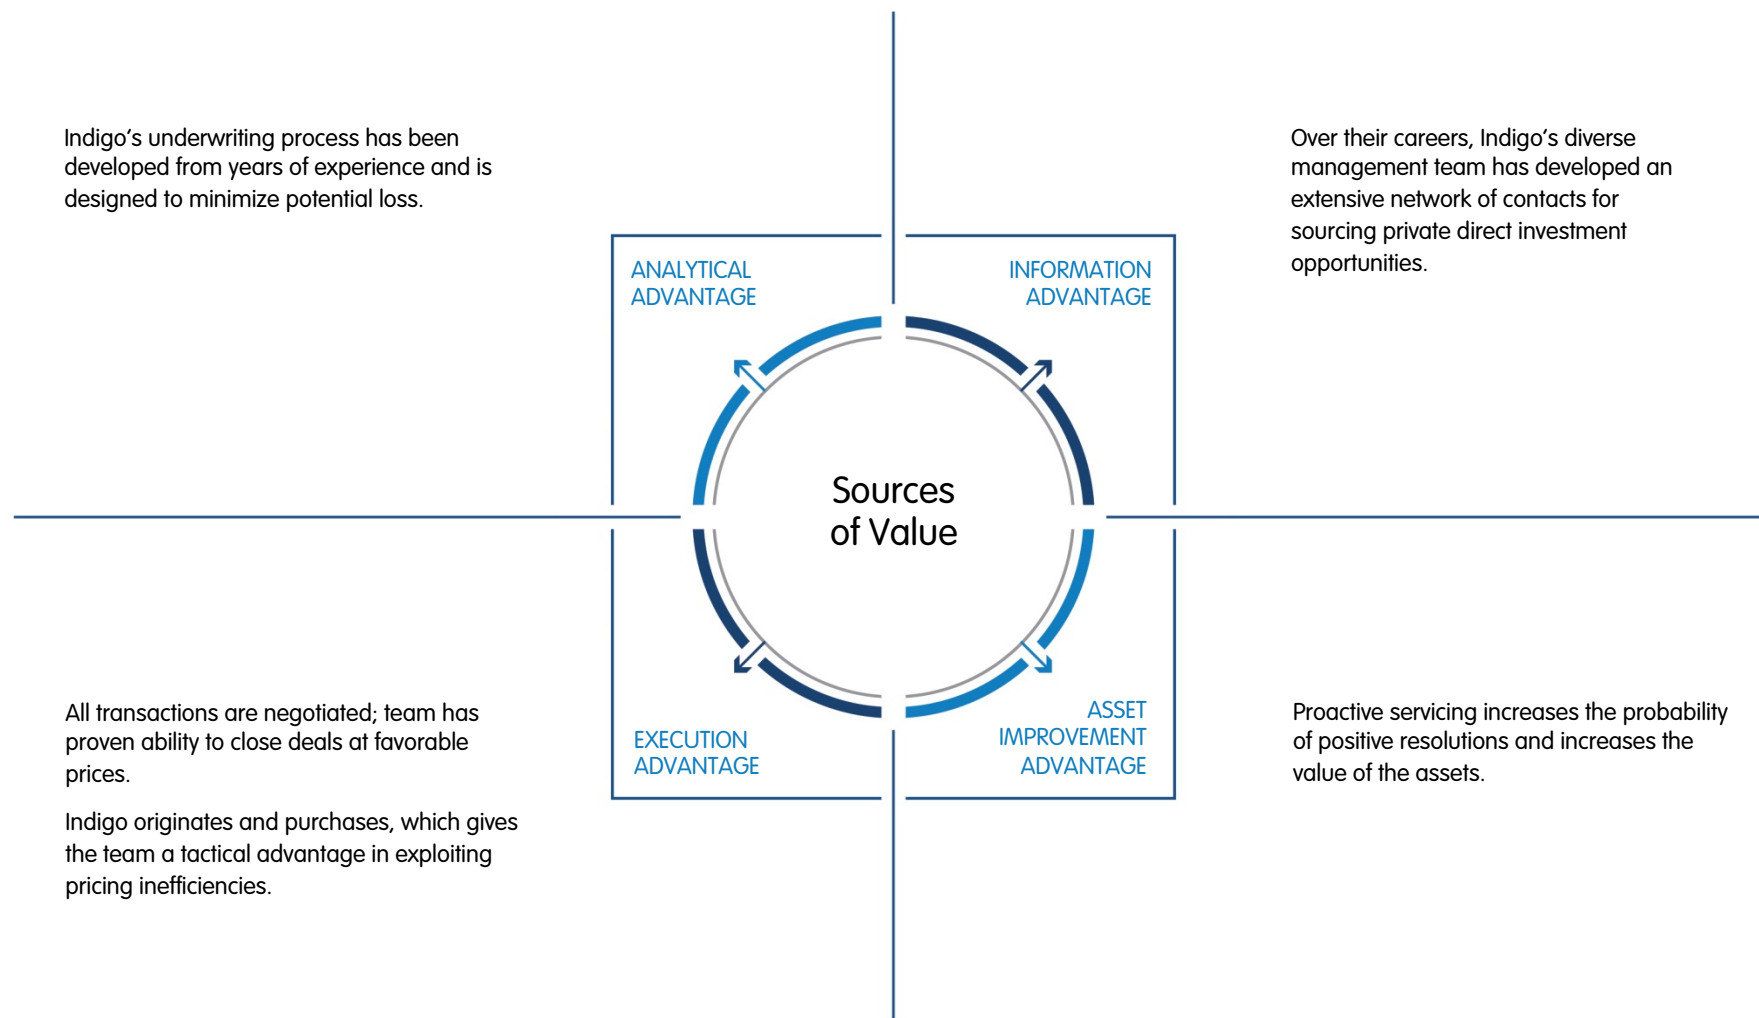 Indigo's underwriting process has been
developed from years of experience and is
designed to minimize potential loss.
Over their careers, Indigo's diverse
management team has developed an
extensive network of contacts for
sourcing private direct investment
opportunities.
ANALYTICAL
ADVANTAGE
INFORMATION
ADVANTAGE
Sources
of Value
EXECUTION
ADVANTAGE
ASSET
IMPROVEMENT
ADVANTAGE
All transactions are negotiated; team has
proven ability to close deals at favorable
prices.
Indigo originates and purchases, which gives
the team a tactical advantage in exploiting
pricing inefficiencies.
Proactive servicing increases the probability
of positive resolutions and increases the
value of the assets.